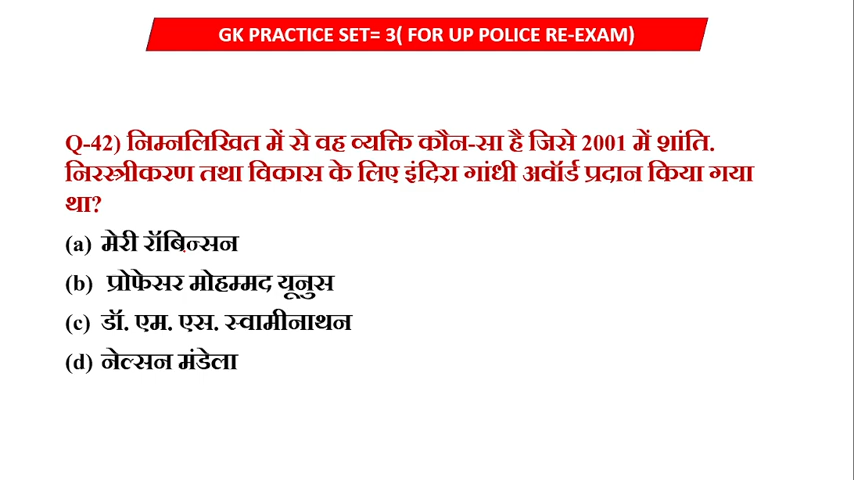 GK PRACTICE SET= 3( FOR UP POLICE RE-EXAM)
Q-42) निम्नलिखित में से वह व्यक्ति कौन-सा है जिसे 2001 में शांति.
निरस्त्रीकरण तथा विकास के लिए इंदिरा गांधी अवॉर्ड प्रदान किया गया
था?
(a) मेरी रॉबिन्सन
(b) प्रोफेसर मोहम्मद यूनुस
(c) डॉ. एम. एस. स्वामीनाथन
(d) नेल्सन मंडेला